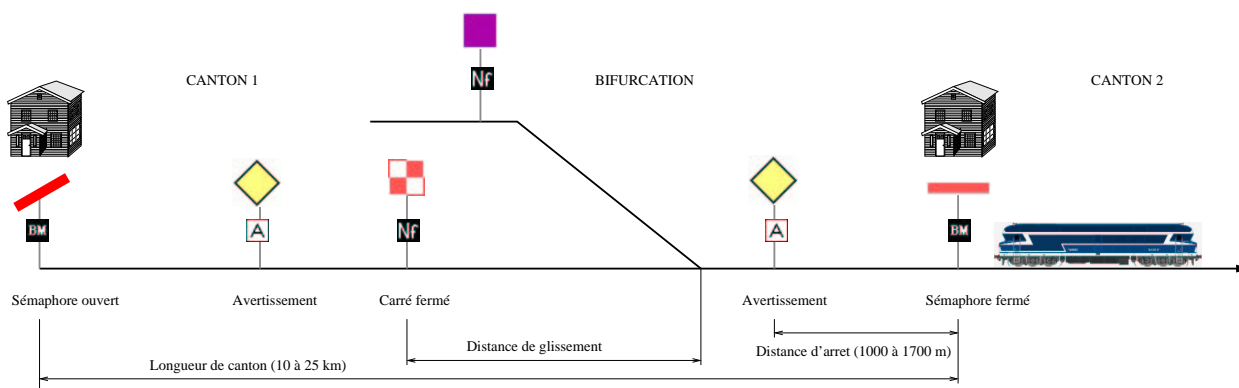 CANTON 1
Nf
BIFURCATION
CANTON 2
BM
A
Nf
A
BM
Sémaphore ouvert
Avertissement
Carré fermé
Avertissement
Sémaphore fermé
Distance de glissement
Distance d'arret (1000 à 1700 m)
Longueur de canton (10 à 25 km)